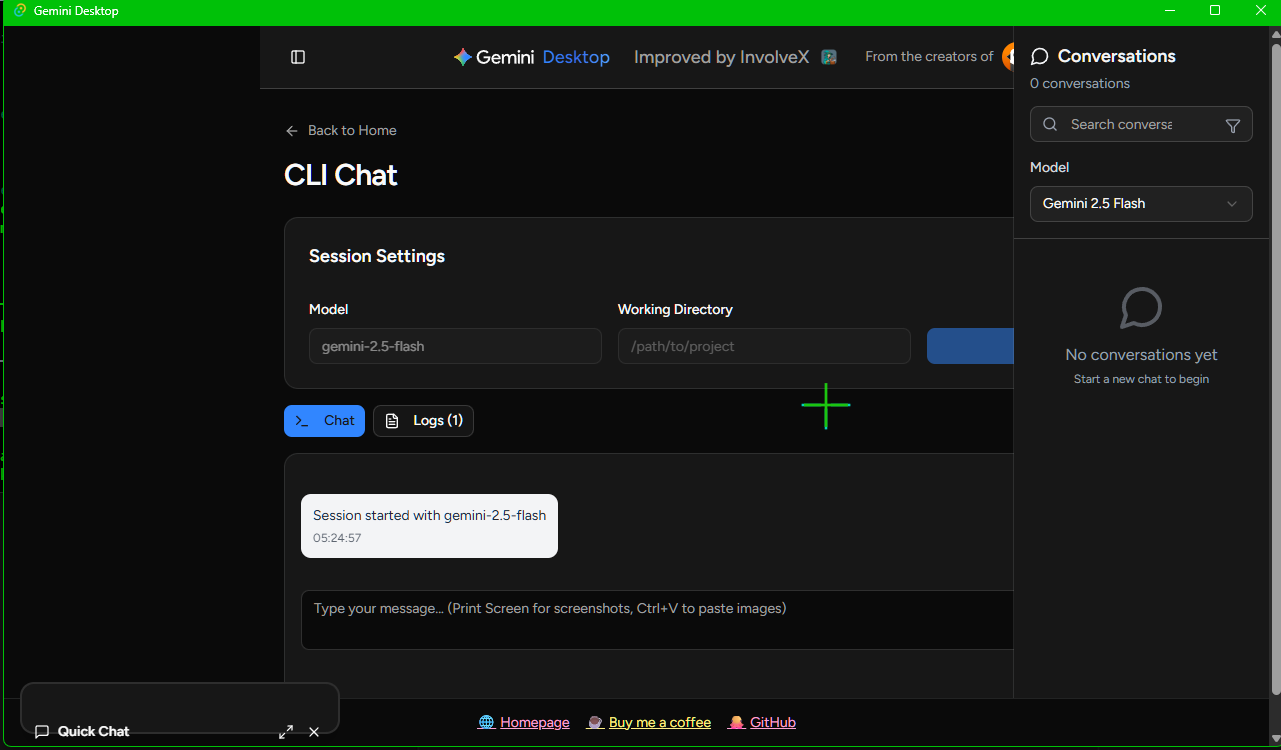 Gemini Desktop
Gemini Desktop
Improved by InvolveX
From the creators of
Back to Home
CLI Chat
Session Settings
Model
Working Directory
gemini-2.5-flash
/path/to/project
Chat
Logs (1)
Session started with gemini-2.5-flash
05:24:57
Type your message... (Print Screen for screenshots, Ctrl+V to paste images)
Conversations
0 conversations
Search conversa
Model
Gemini 2.5 Flash
No conversations yet
Start a new chat to begin
Quick Chat
Homepage
Buy me a coffee
GitHub